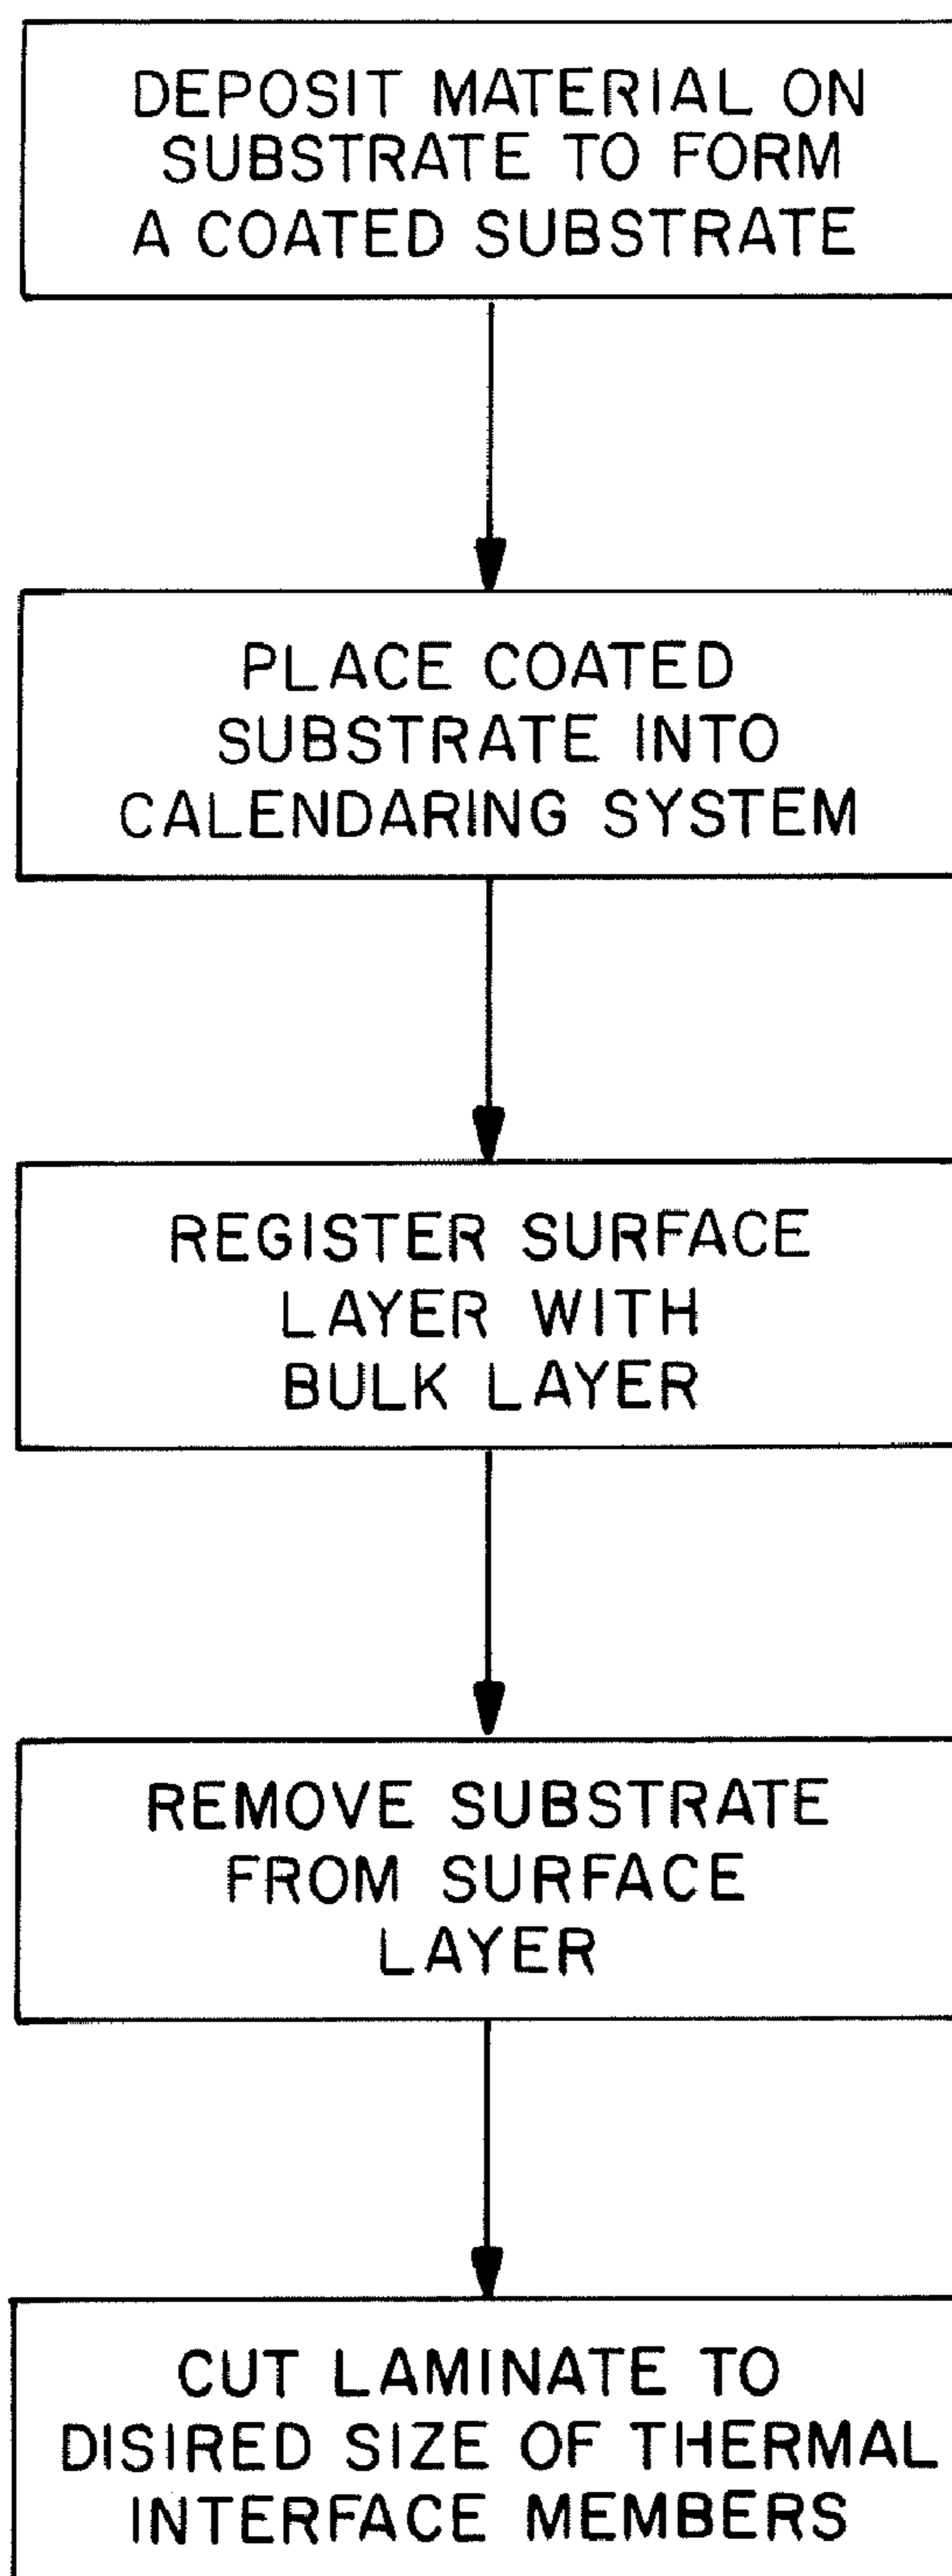 DEPOSIT MATERIAL ON
SUBSTRATE TO FORM
A COATED SUBSTRATE
PLACE COATED
SUBSTRATE INTO
CALENDARING SYSTEM
REGISTER SURFACE
LAYER WITH
BULK LAYER
REMOVE SUBSTRATE
FROM SURFACE
LAYER
CUT LAMINATE TO
DISIRED SIZE OF THERMAL
INTERFACE MEMBERS